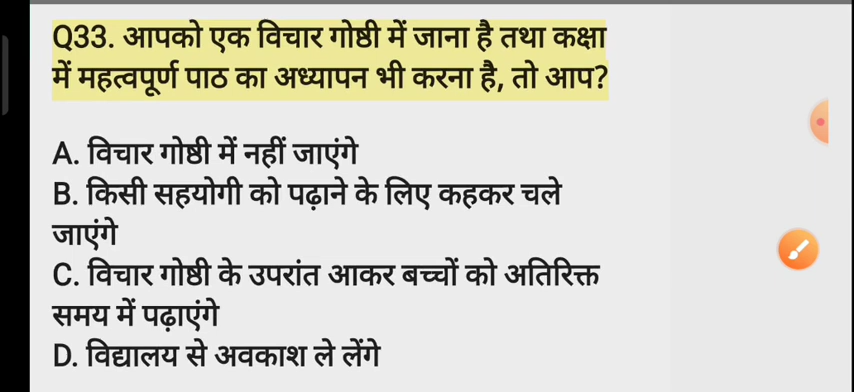 Q33. आपको एक विचार गोष्ठी में जाना है तथा कक्षा
में महत्वपूर्ण पाठ का अध्यापन भी करना है, तो आप?
A. विचार गोष्ठी में नहीं जाएंगे
B. किसी सहयोगी को पढ़ाने के लिए कहकर चले
जाएंगे
C. विचार गोष्ठी के उपरांत आकर बच्चों को अतिरिक्त
समय में पढ़ाएंगे
D. विद्यालय से अवकाश ले लेंगे